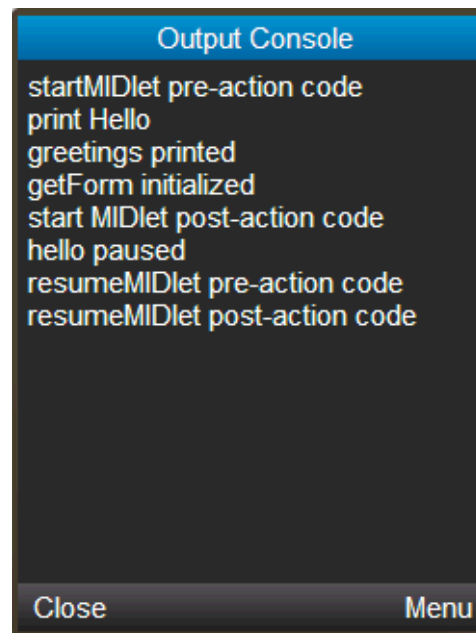 Output Console
startMIDlet pre-action code
print Hello
greetings printed
getForm initialized
start MIDlet post-action code
hello paused
resumeMIDlet pre-action code
resumeMIDlet post-action code
Close Menu